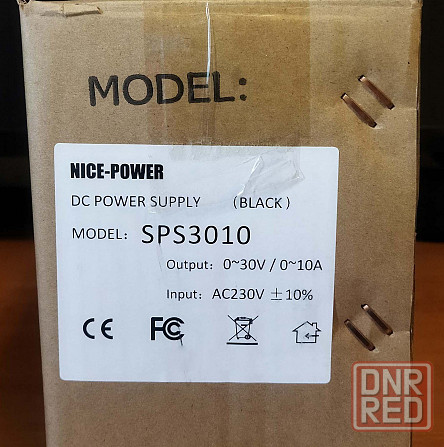 MODEL:
NICE-POWER
DC POWER SUPPLY (BLACK)
MODEL: SPS3010
Output: 0~30V / 0~10A
Input: AC230V ±10%
CE FC
DNR
RED